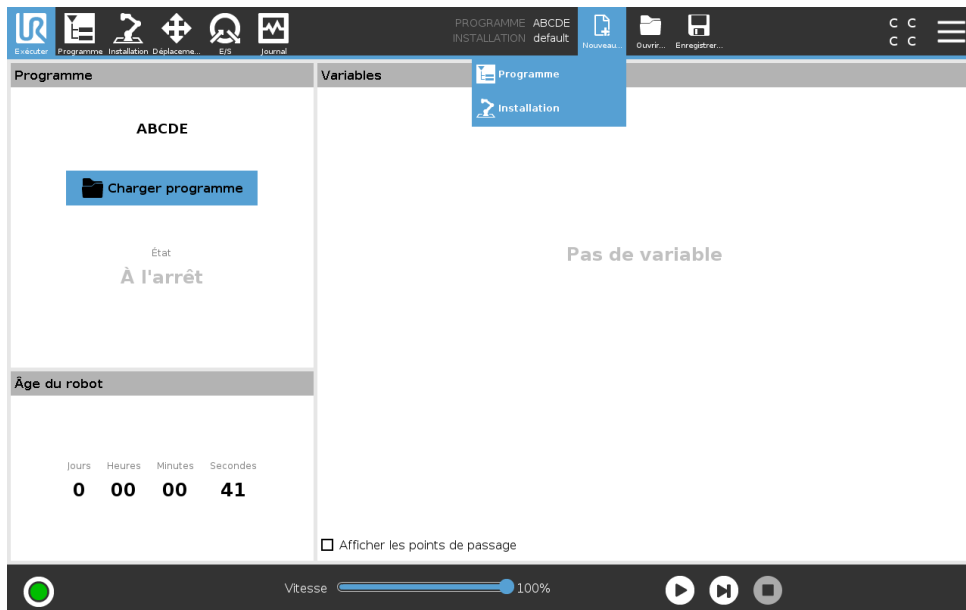 UR
Exécuter Programme Installation Déplaceme... E/S Journal
PROGRAMME ABCDE
INSTALLATION default
Nouveau... Ouvrir... Enregistrer...
C C
C C
Programme
Installation
Programme
ABCDE
Charger programme
État
À l'arrêt
Variables
Pas de variable
Âge du robot
Jours Heures Minutes Secondes
0 00 00 41
Afficher les points de passage
Vitesse 100%